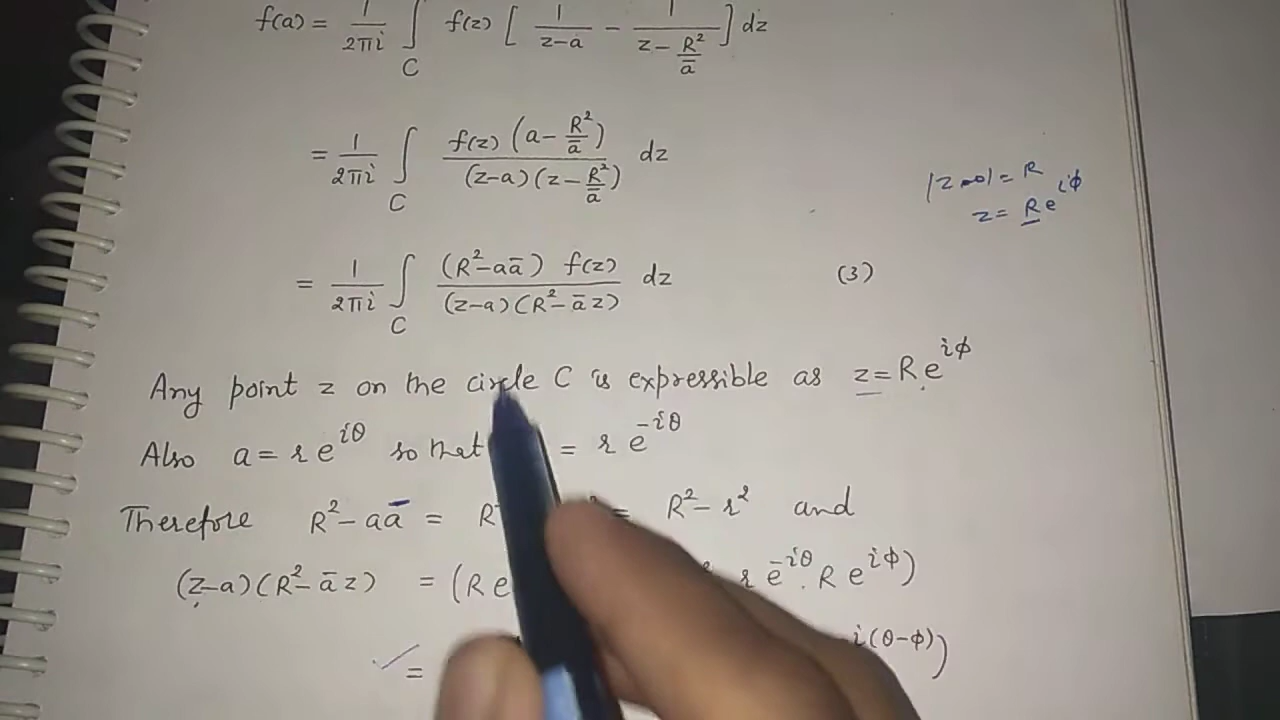 f(a) = 1/2πi ∫_C f(z) [ 1/(z-a) - 1/(z - R²/ā) ] dz
= 1/2πi ∫_C f(z) (a - R²/ā) / (z-a)(z - R²/ā) dz
|z-0| = R
z = Re^{iφ}
= 1/2πi ∫_C (R²-aā) f(z) / (z-a)(R²-āz) dz (3)
Any point z on the circle C is expressible as z = Re^{iφ}
Also a = re^{iθ} so that = re^{-iθ}
Therefore R² - aā = R = R² - r² and
(z-a)(R²-āz) = (Re r e^{-iθ}. R e^{iφ})
= i(θ-φ))